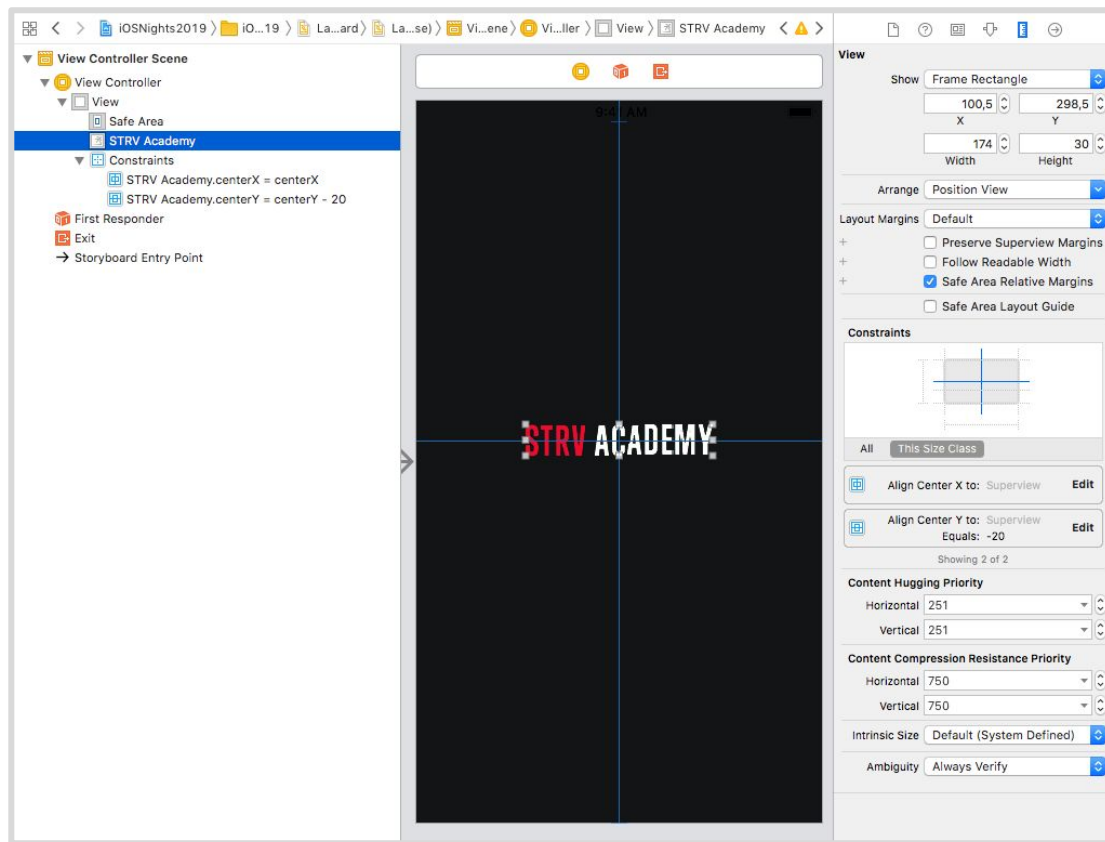 iOSNights2019 iO...19 La...ard) La...se) Vi...ene) Vi...ller View STRV Academy
View Controller Scene
View Controller
View
Safe Area
STRV Academy
Constraints
STRV Academy.centerX = centerX
STRV Academy.centerY = centerY - 20
First Responder
Exit
Storyboard Entry Point
9:41 AM
STRV ACADEMY
View
Show Frame Rectangle
100,5 298,5
X Y
174 30
Width Height
Arrange Position View
Layout Margins Default
Preserve Superview Margins
Follow Readable Width
Safe Area Relative Margins
Safe Area Layout Guide
Constraints
All This Size Class
Align Center X to: Superview Edit
Align Center Y to: Superview Edit
Equals: -20
Showing 2 of 2
Content Hugging Priority
Horizontal 251
Vertical 251
Content Compression Resistance Priority
Horizontal 750
Vertical 750
Intrinsic Size Default (System Defined)
Ambiguity Always Verify